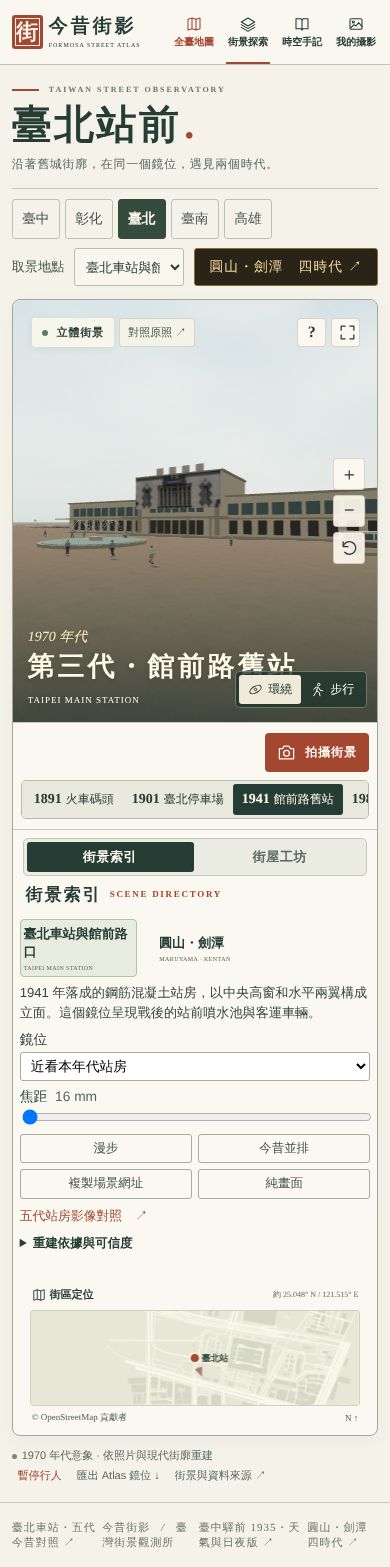 街 今昔街影
FORMOSA STREET ATLAS
全臺地圖 街景探索 時空手記 我的攝影
TAIWAN STREET OBSERVATORY
臺北站前.
沿著舊城街廓,在同一個鏡位,遇見兩個時代。
臺中 彰化 臺北 臺南 高雄
取景地點 臺北車站與館 圓山・劍潭 四時代 ↗
立體街景 對照原照 ↗ ?
+
−
1970 年代
第三代・館前路舊站
TAIPEI MAIN STATION
環繞 步行
拍攝街景
1891 火車碼頭 1901 臺北停車場 1941 館前路舊站 198
街景索引 街屋工坊
街景索引 SCENE DIRECTORY
臺北車站與館前路口
TAIPEI MAIN STATION
圓山・劍潭
MARUYAMA · KENTAN
1941 年落成的鋼筋混凝土站房,以中央高窗和水平兩翼構成
立面。這個鏡位呈現戰後的站前噴水池與客運車輛。
鏡位
近看本年代站房
焦距 16 mm
漫步 今昔並排
複製場景網址 純畫面
五代站房影像對照 ↗
▶ 重建依據與可信度
街區定位 約 25.048° N / 121.515° E
臺北站
© OpenStreetMap 貢獻者 N ↑
1970 年代意象・依照片與現代街廓重建
暫停行人 匯出 Atlas 鏡位 ↓ 街景與資料來源 ↗
臺北車站・五代今昔對照 ↗
今昔街影 / 臺灣街景觀測所
臺中驛前 1935・天氣與日夜版 ↗
圓山・劍潭四時代 ↗